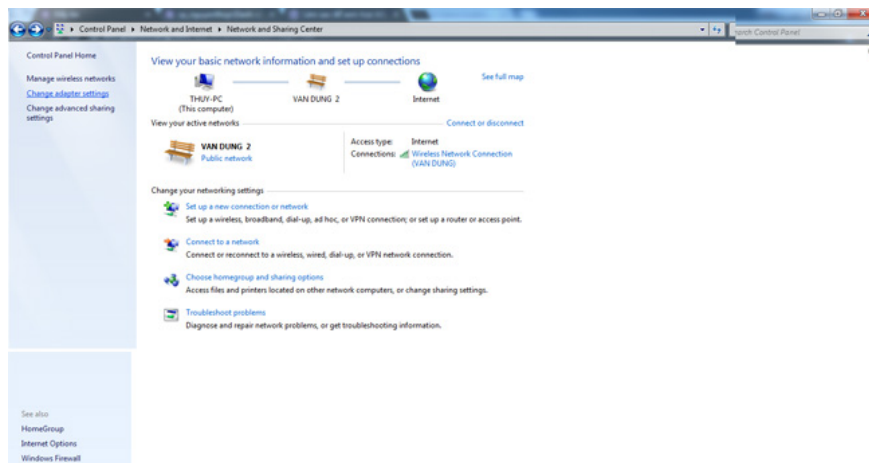 Control Panel ▸ Network and Internet ▸ Network and Sharing Center
Search Control Panel
Control Panel Home
Manage wireless networks
Change adapter settings
Change advanced sharing
settings
View your basic network information and set up connections
See full map
THUY-PC
(This computer)
VAN DUNG 2
Internet
View your active networks
Connect or disconnect
VAN DUNG 2
Public network
Access type: Internet
Connections: Wireless Network Connection
(VAN DUNG)
Change your networking settings
Set up a new connection or network
Set up a wireless, broadband, dial-up, ad hoc, or VPN connection; or set up a router or access point.
Connect to a network
Connect or reconnect to a wireless, wired, dial-up, or VPN network connection.
Choose homegroup and sharing options
Access files and printers located on other network computers, or change sharing settings.
Troubleshoot problems
Diagnose and repair network problems, or get troubleshooting information.
See also
HomeGroup
Internet Options
Windows Firewall